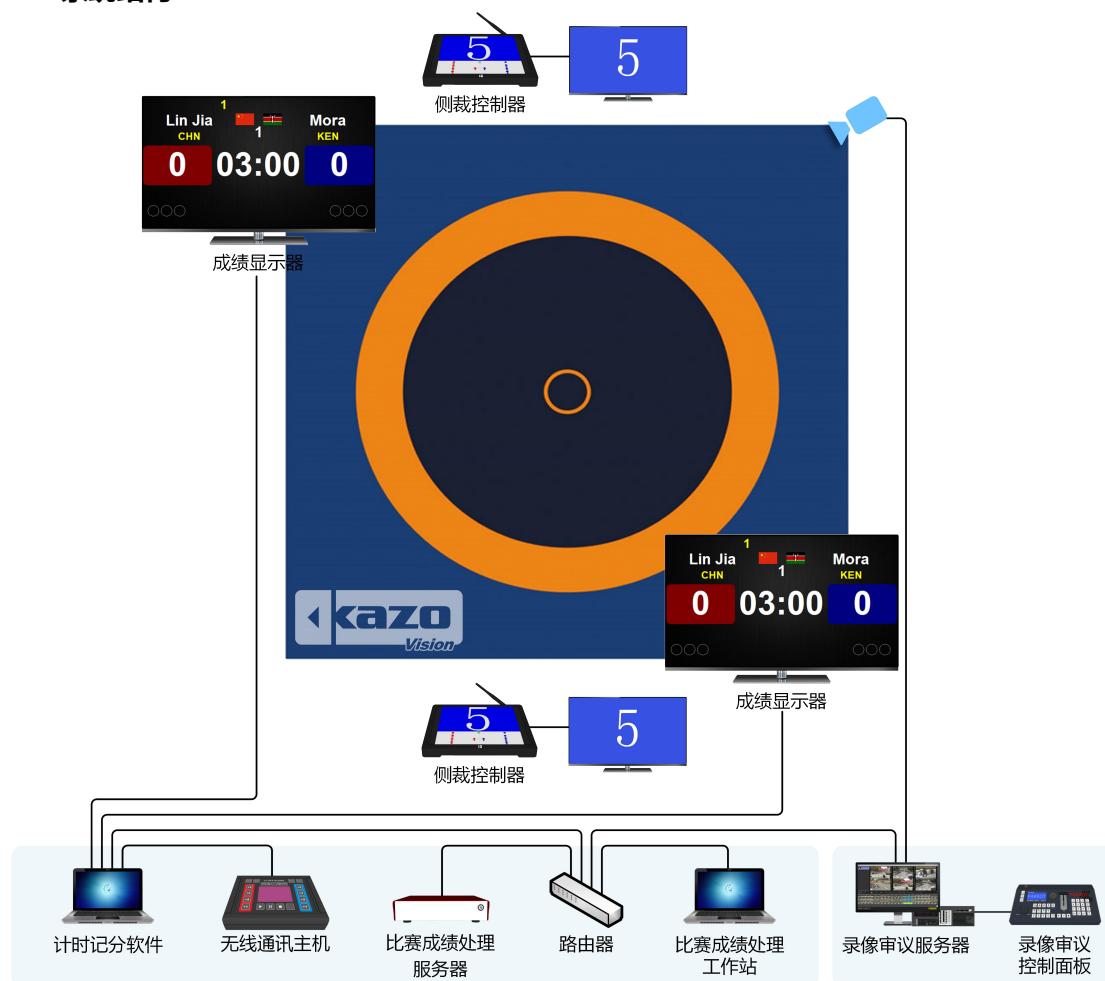 系统结构
5
5
侧裁控制器
1
Lin Jia
Mora
CHN
1
KEN
0
03:00
0
成绩显示器
kazo
Vision
1
Lin Jia
Mora
CHN
1
KEN
0
03:00
0
成绩显示器
5
5
侧裁控制器
计时记分软件
无线通讯主机
比赛成绩处理
服务器
路由器
比赛成绩处理
工作站
录像审议服务器
录像审议
控制面板